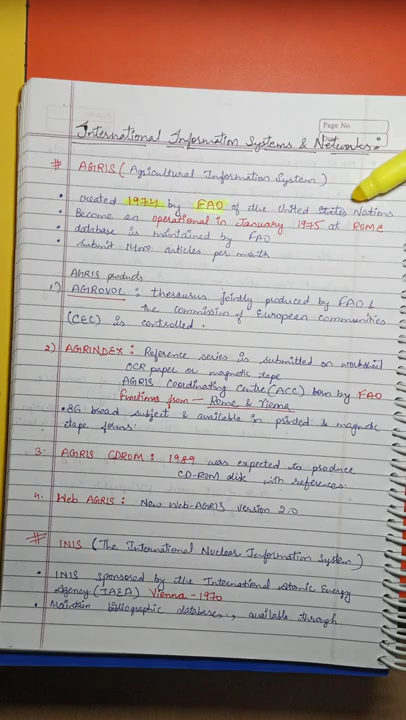 Page No.
Date
International Information Systems & Networks:
# AGRIS (Agricultural Information System)
• created 1974 by FAO of the United States Nations
• Become an operational in January 1975 at ROME
• database is maintained by FAO
• submit 14000 articles per month
AGRIS products
1) AGROVOC : thesaurus jointly produced by FAO &
the commission of European communities
(CEC) is controlled.
2) AGRINDEX : Reference series is submitted on worksheet
OCR paper or magnetic tape
AGRIS Coordinating Centre (ACC) born by FAO
Functions from — Rome & Vienna
• 86 broad subject & available in printed & magnetic
tape forms.
3. AGRIS CDROM : 1989 was expected to produce
CD-ROM disk with references.
4. Web AGRIS : New Web-AGRIS version 2.0
# INIS (The International Nuclear Information System)
• INIS sponsored by the International Atomic Energy
Agency (IAEA) Vienna - 1970
• Maintain bibliographic databases, available through